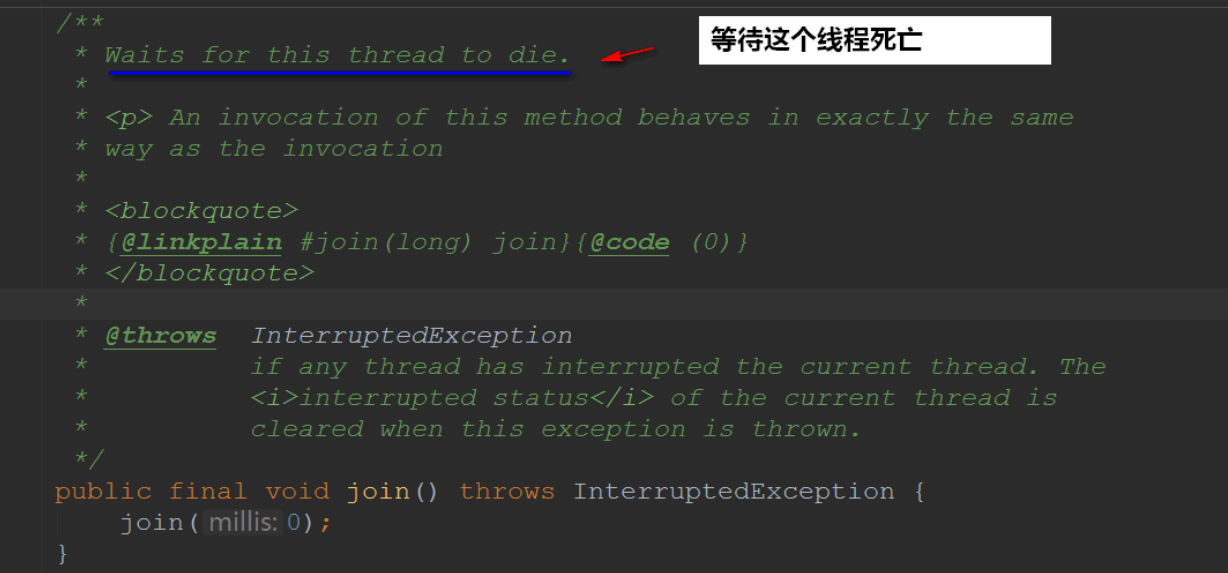 /**
* Waits for this thread to die.
等待这个线程死亡
*
* <p> An invocation of this method behaves in exactly the same
* way as the invocation
*
* <blockquote>
* {@linkplain #join(long) join}{@code (0)}
* </blockquote>
*
* @throws InterruptedException
* if any thread has interrupted the current thread. The
* <i>interrupted status</i> of the current thread is
* cleared when this exception is thrown.
*/
public final void join() throws InterruptedException {
join( millis: 0);
}